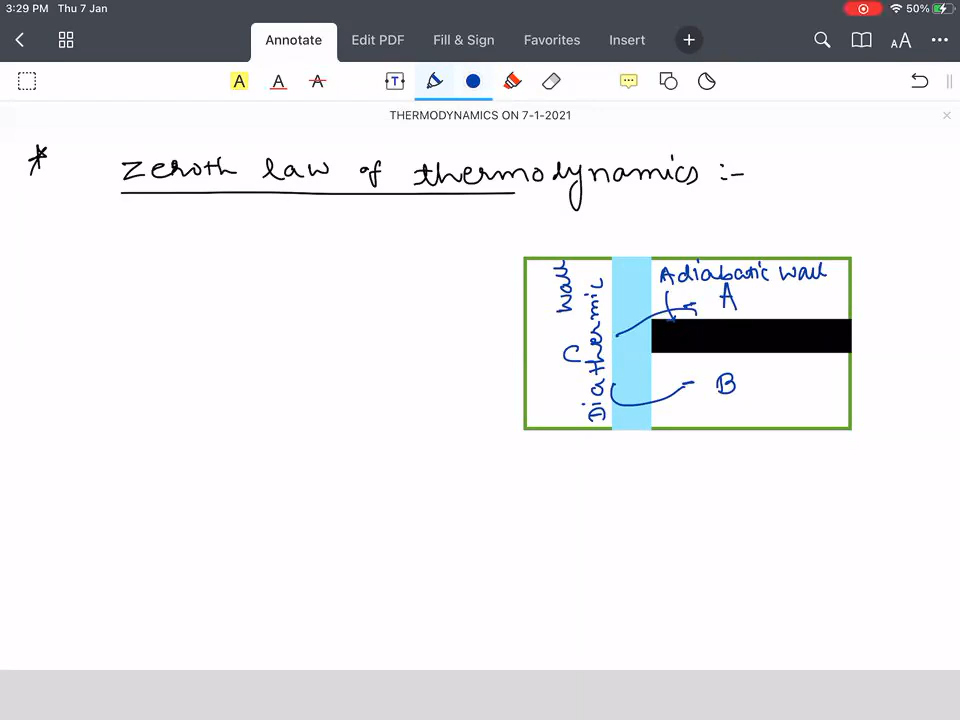 3:29 PM Thu 7 Jan
50%
Annotate Edit PDF Fill & Sign Favorites Insert +
AA
A A A T
THERMODYNAMICS ON 7-1-2021
* Zeroth law of thermodynamics :-
Adiabatic wall
A
Diathermic wall
C
B